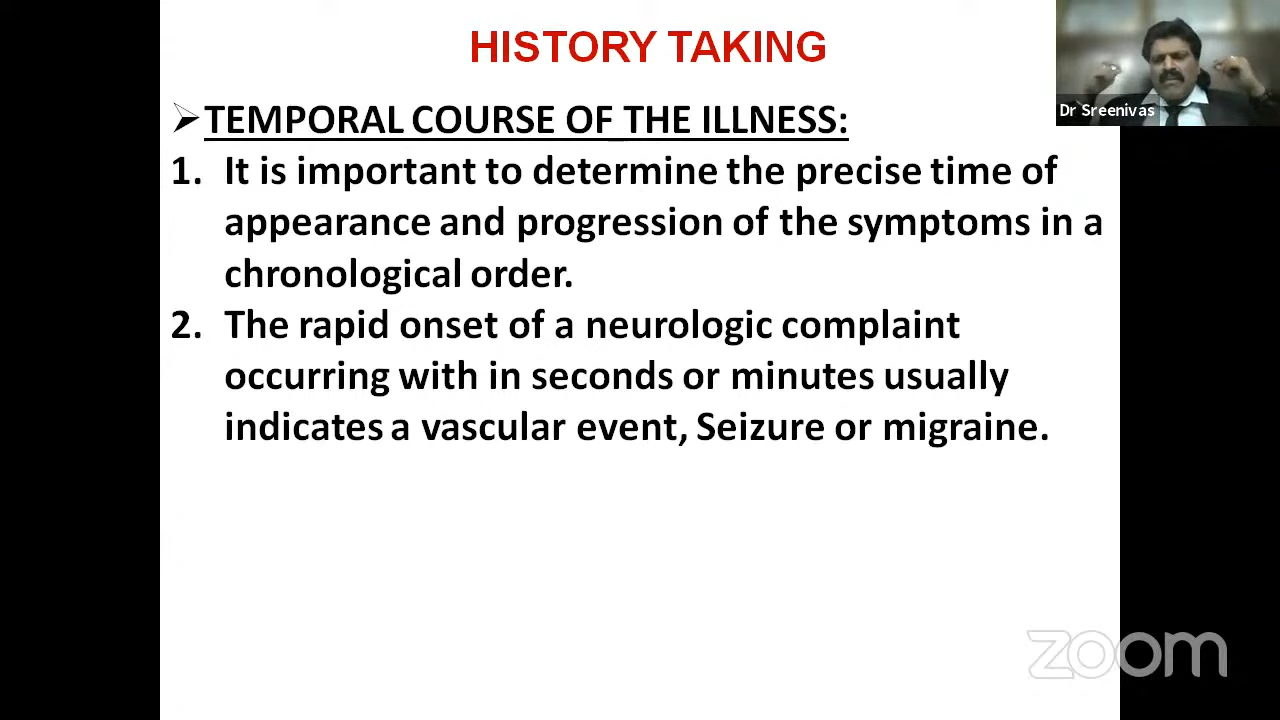 HISTORY TAKING
Dr Sreenivas
➢TEMPORAL COURSE OF THE ILLNESS:
1. It is important to determine the precise time of
appearance and progression of the symptoms in a
chronological order.
2. The rapid onset of a neurologic complaint
occurring with in seconds or minutes usually
indicates a vascular event, Seizure or migraine.
zoom